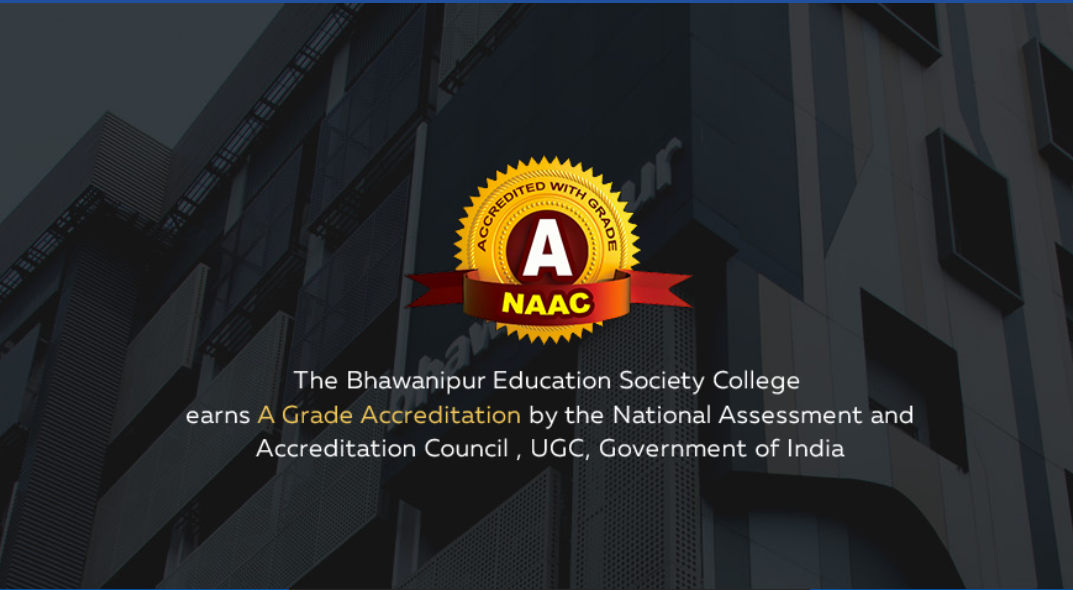 ACCREDITED WITH GRADE
A
NAAC
The Bhawanipur Education Society College
earns A Grade Accreditation by the National Assessment and
Accreditation Council , UGC, Government of India